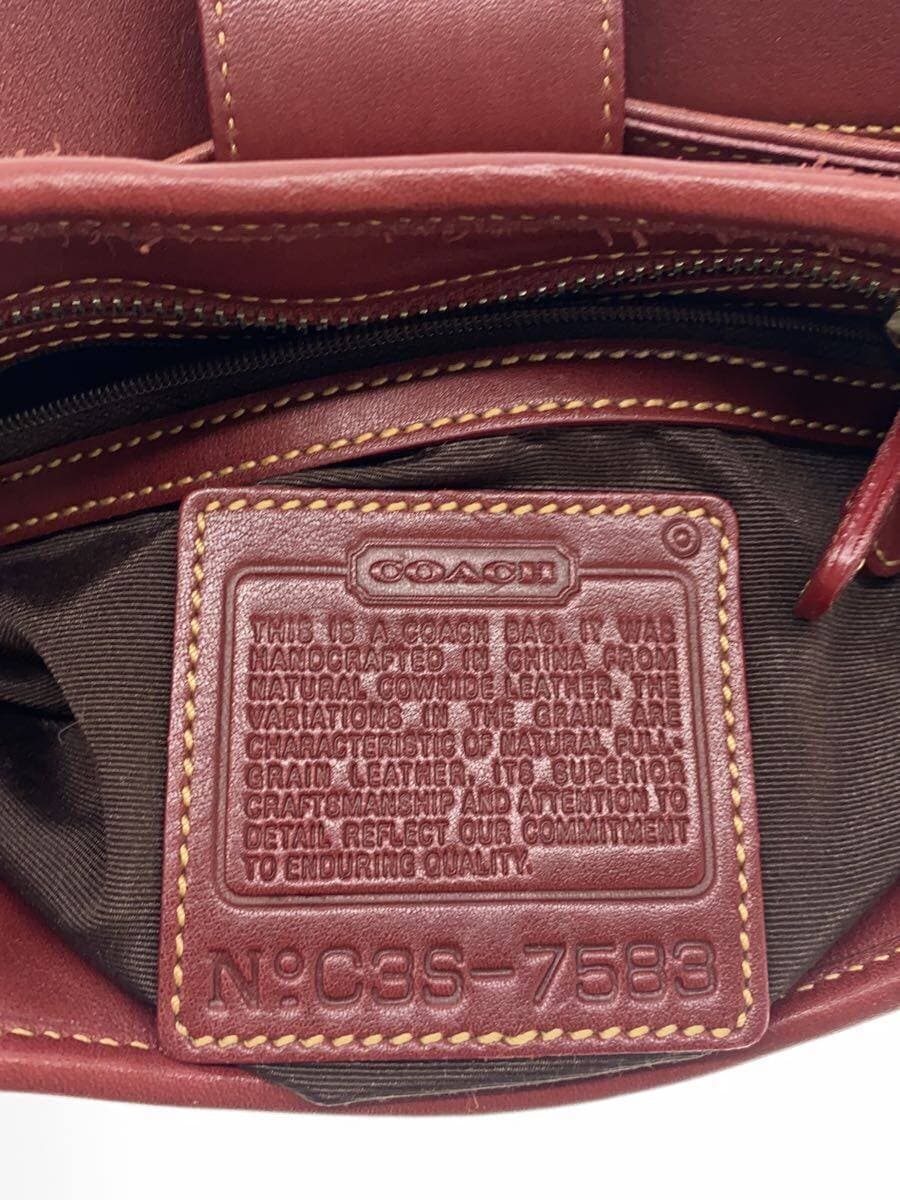 COACH
THIS IS A COACH BAG. IT WAS
HANDCRAFTED IN CHINA FROM
NATURAL COWHIDE LEATHER. THE
VARIATIONS IN THE GRAIN ARE
CHARACTERISTIC OF NATURAL FULL-
GRAIN LEATHER. ITS SUPERIOR
CRAFTSMANSHIP AND ATTENTION TO
DETAIL REFLECT OUR COMMITMENT
TO ENDURING QUALITY.
Nº C3S-7583